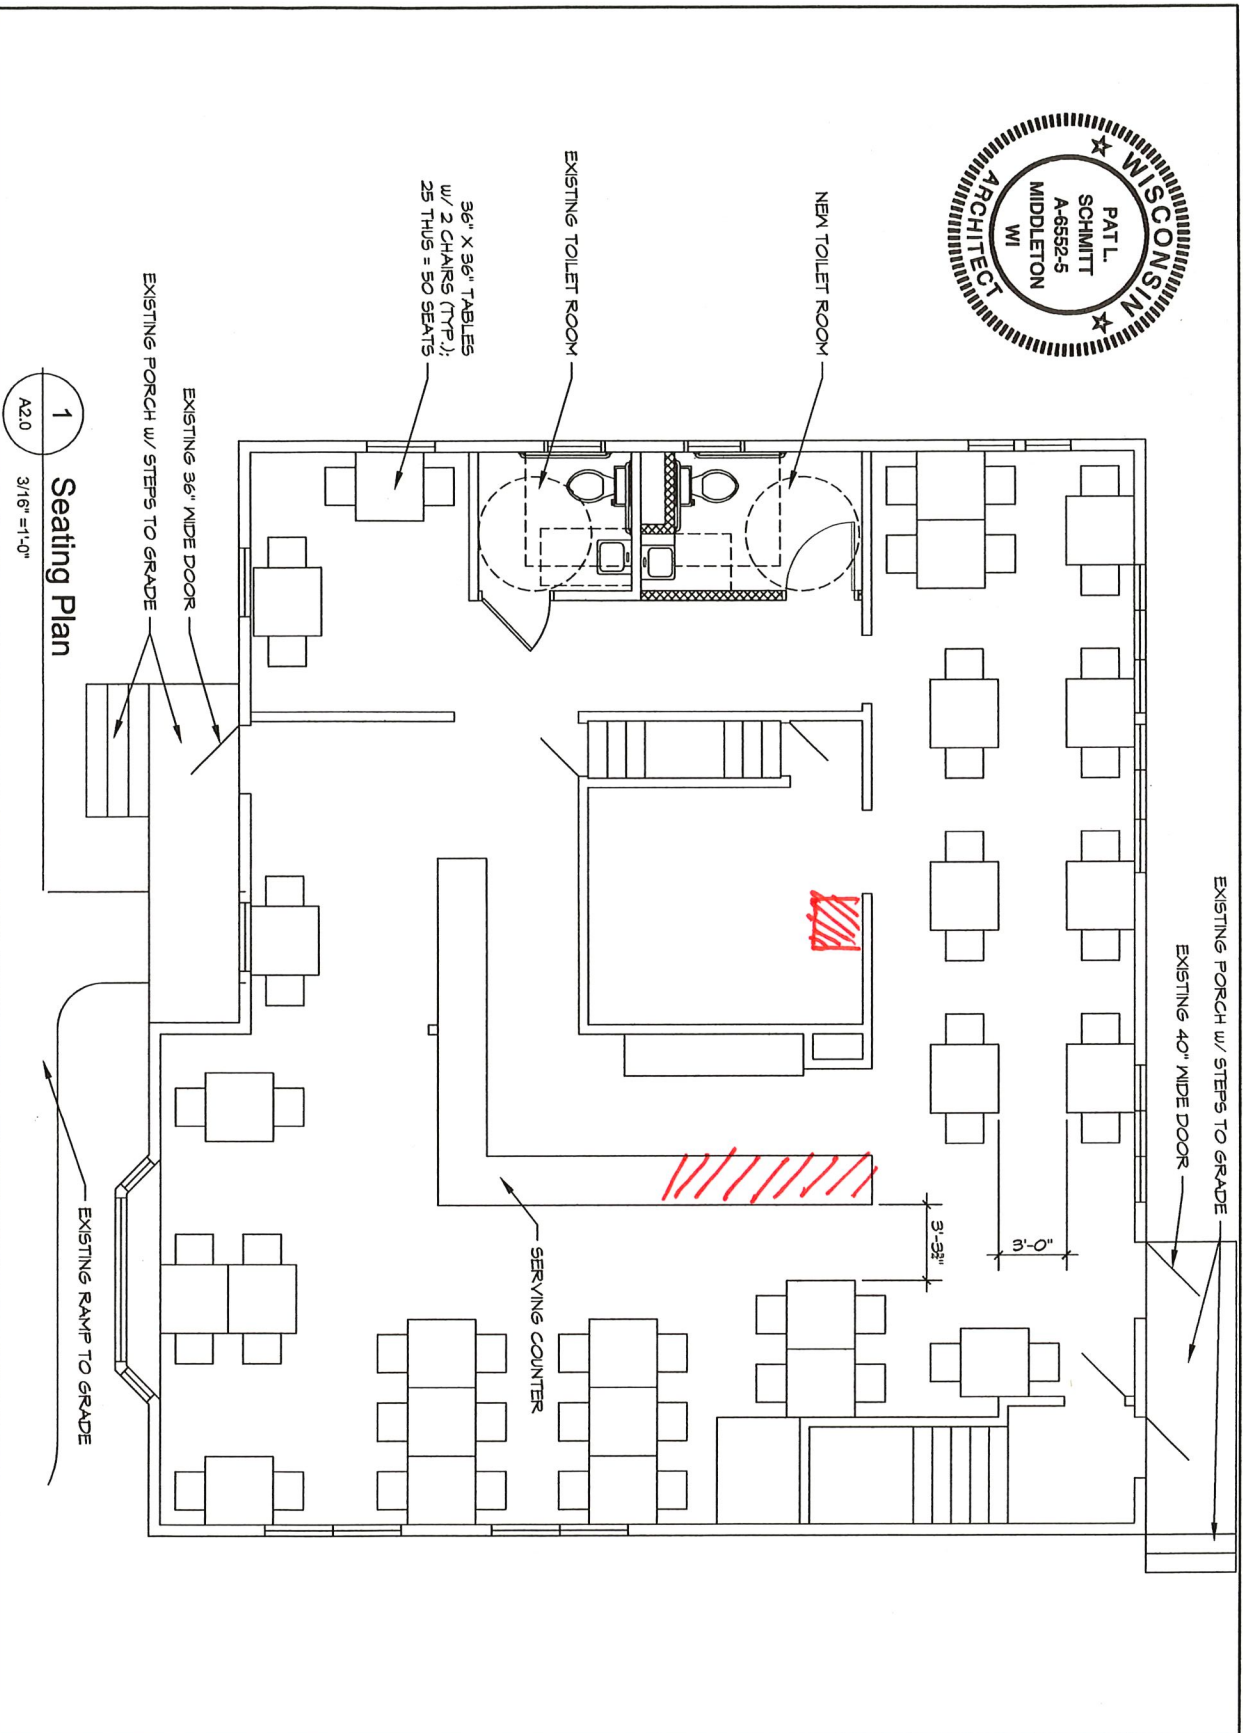 WISCONSIN
PAT L.
SCHMITT
A-6552-5
MIDDLETON
WI
ARCHITECT
NEW TOILET ROOM
EXISTING TOILET ROOM
36" X 36" TABLES
W/ 2 CHAIRS (TYP.);
25 THUS = 50 SEATS
EXISTING PORCH W/ STEPS TO GRADE
EXISTING 40" WIDE DOOR
3'-0"
SERVING COUNTER
EXISTING 36" WIDE DOOR
EXISTING PORCH W/ STEPS TO GRADE
EXISTING RAMP TO GRADE
1
A2.0
Seating Plan
3/16" =1'-0"